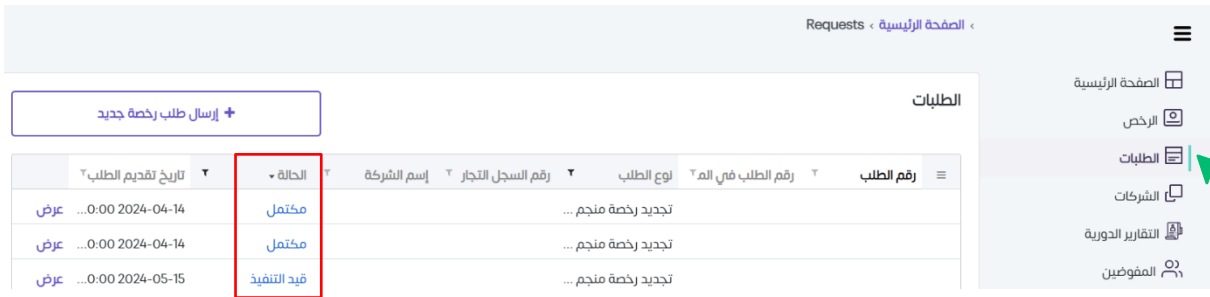 › الصفحة الرئيسية › Requests
الصفحة الرئيسية
الرخص
الطلبات
الشركات
التقارير الدورية
المفوضين
الطلبات
+ إرسال طلب رخصة جديد
رقم الطلب رقم الطلب في الم نوع الطلب رقم السجل التجار إسم الشركة الحالة تاريخ تقديم الطلب
تجديد رخصة منجم ... مكتمل 2024-04-14 0:00... عرض
تجديد رخصة منجم ... مكتمل 2024-04-14 0:00... عرض
تجديد رخصة منجم ... قيد التنفيذ 2024-05-15 0:00... عرض